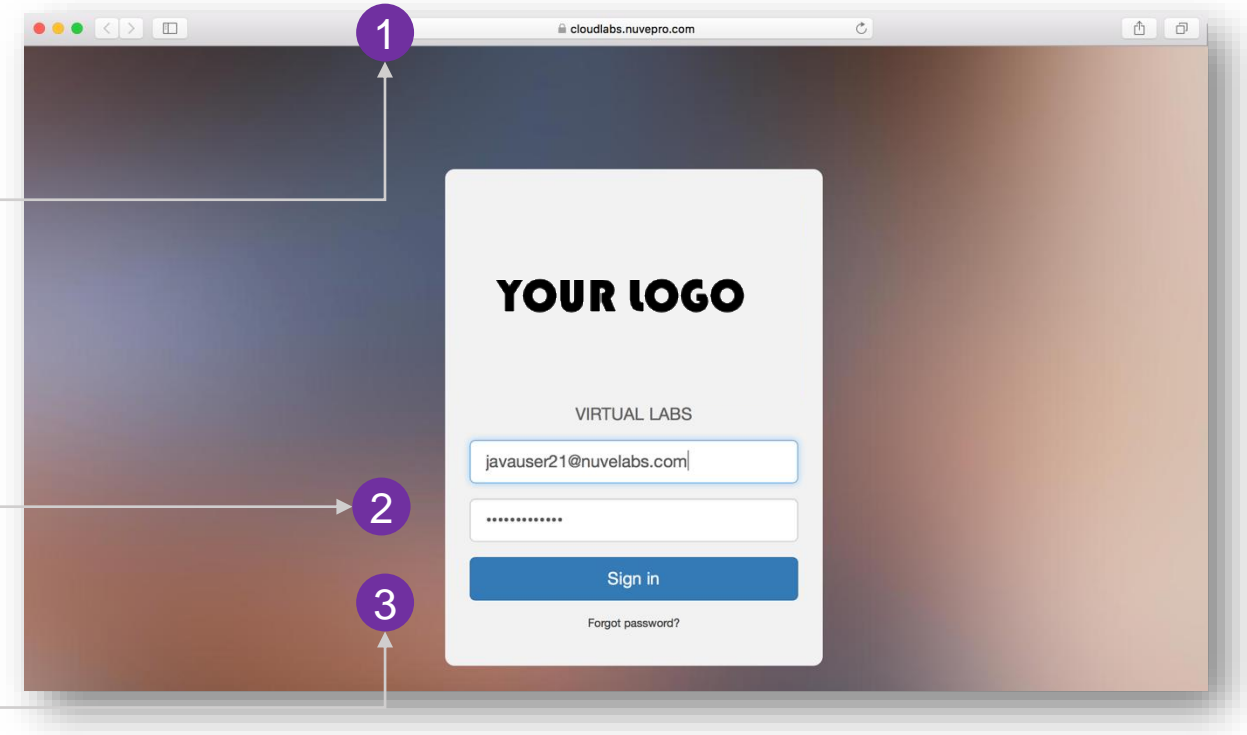 1
cloudlabs.nuvepro.com
YOUR LOGO
VIRTUAL LABS
javauser21@nuvelabs.com
2
•••••••••••••
Sign in
3
Forgot password?